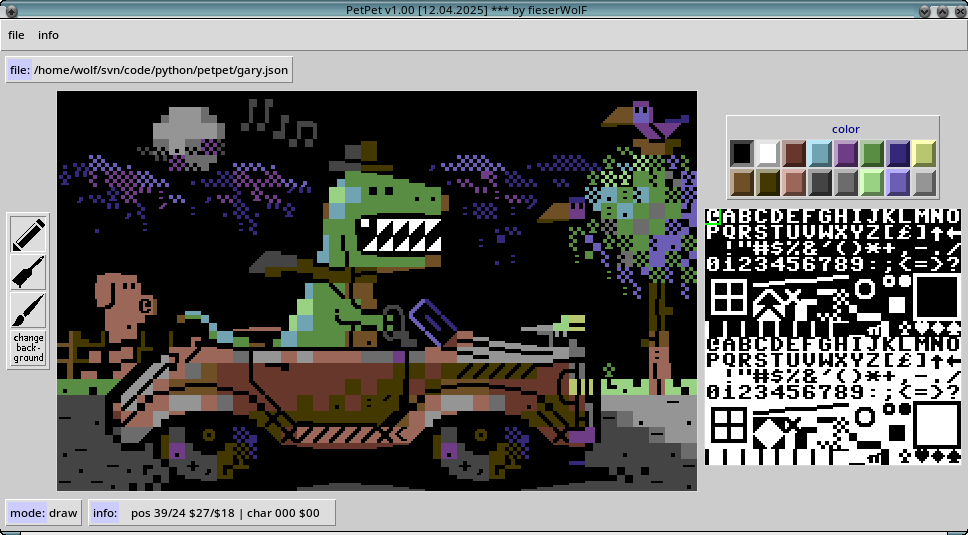 PetPet v1.00 [12.04.2025] *** by fieserWolF
file info
file: /home/wolf/svn/code/python/petpet/gary.json
color
@ABCDEFGHIJKLMNO
PQRSTUVWXYZ[£]↑←
!"#$%&'()*+,-./
0123456789:;<=>?
change
back-
ground
@ABCDEFGHIJKLMNO
PQRSTUVWXYZ[£]↑←
!"#$%&'()*+,-./
0123456789:;<=>?
mode: draw
info: pos 39/24 $27/$18 | char 000 $00